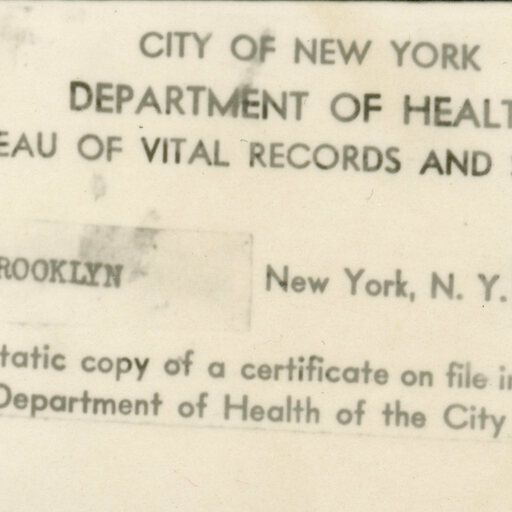 CITY OF NEW YORK
DEPARTMENT OF HEALT
EAU OF VITAL RECORDS AND
ROOKLYN New York, N. Y.
tatic copy of a certificate on file in
Department of Health of the City